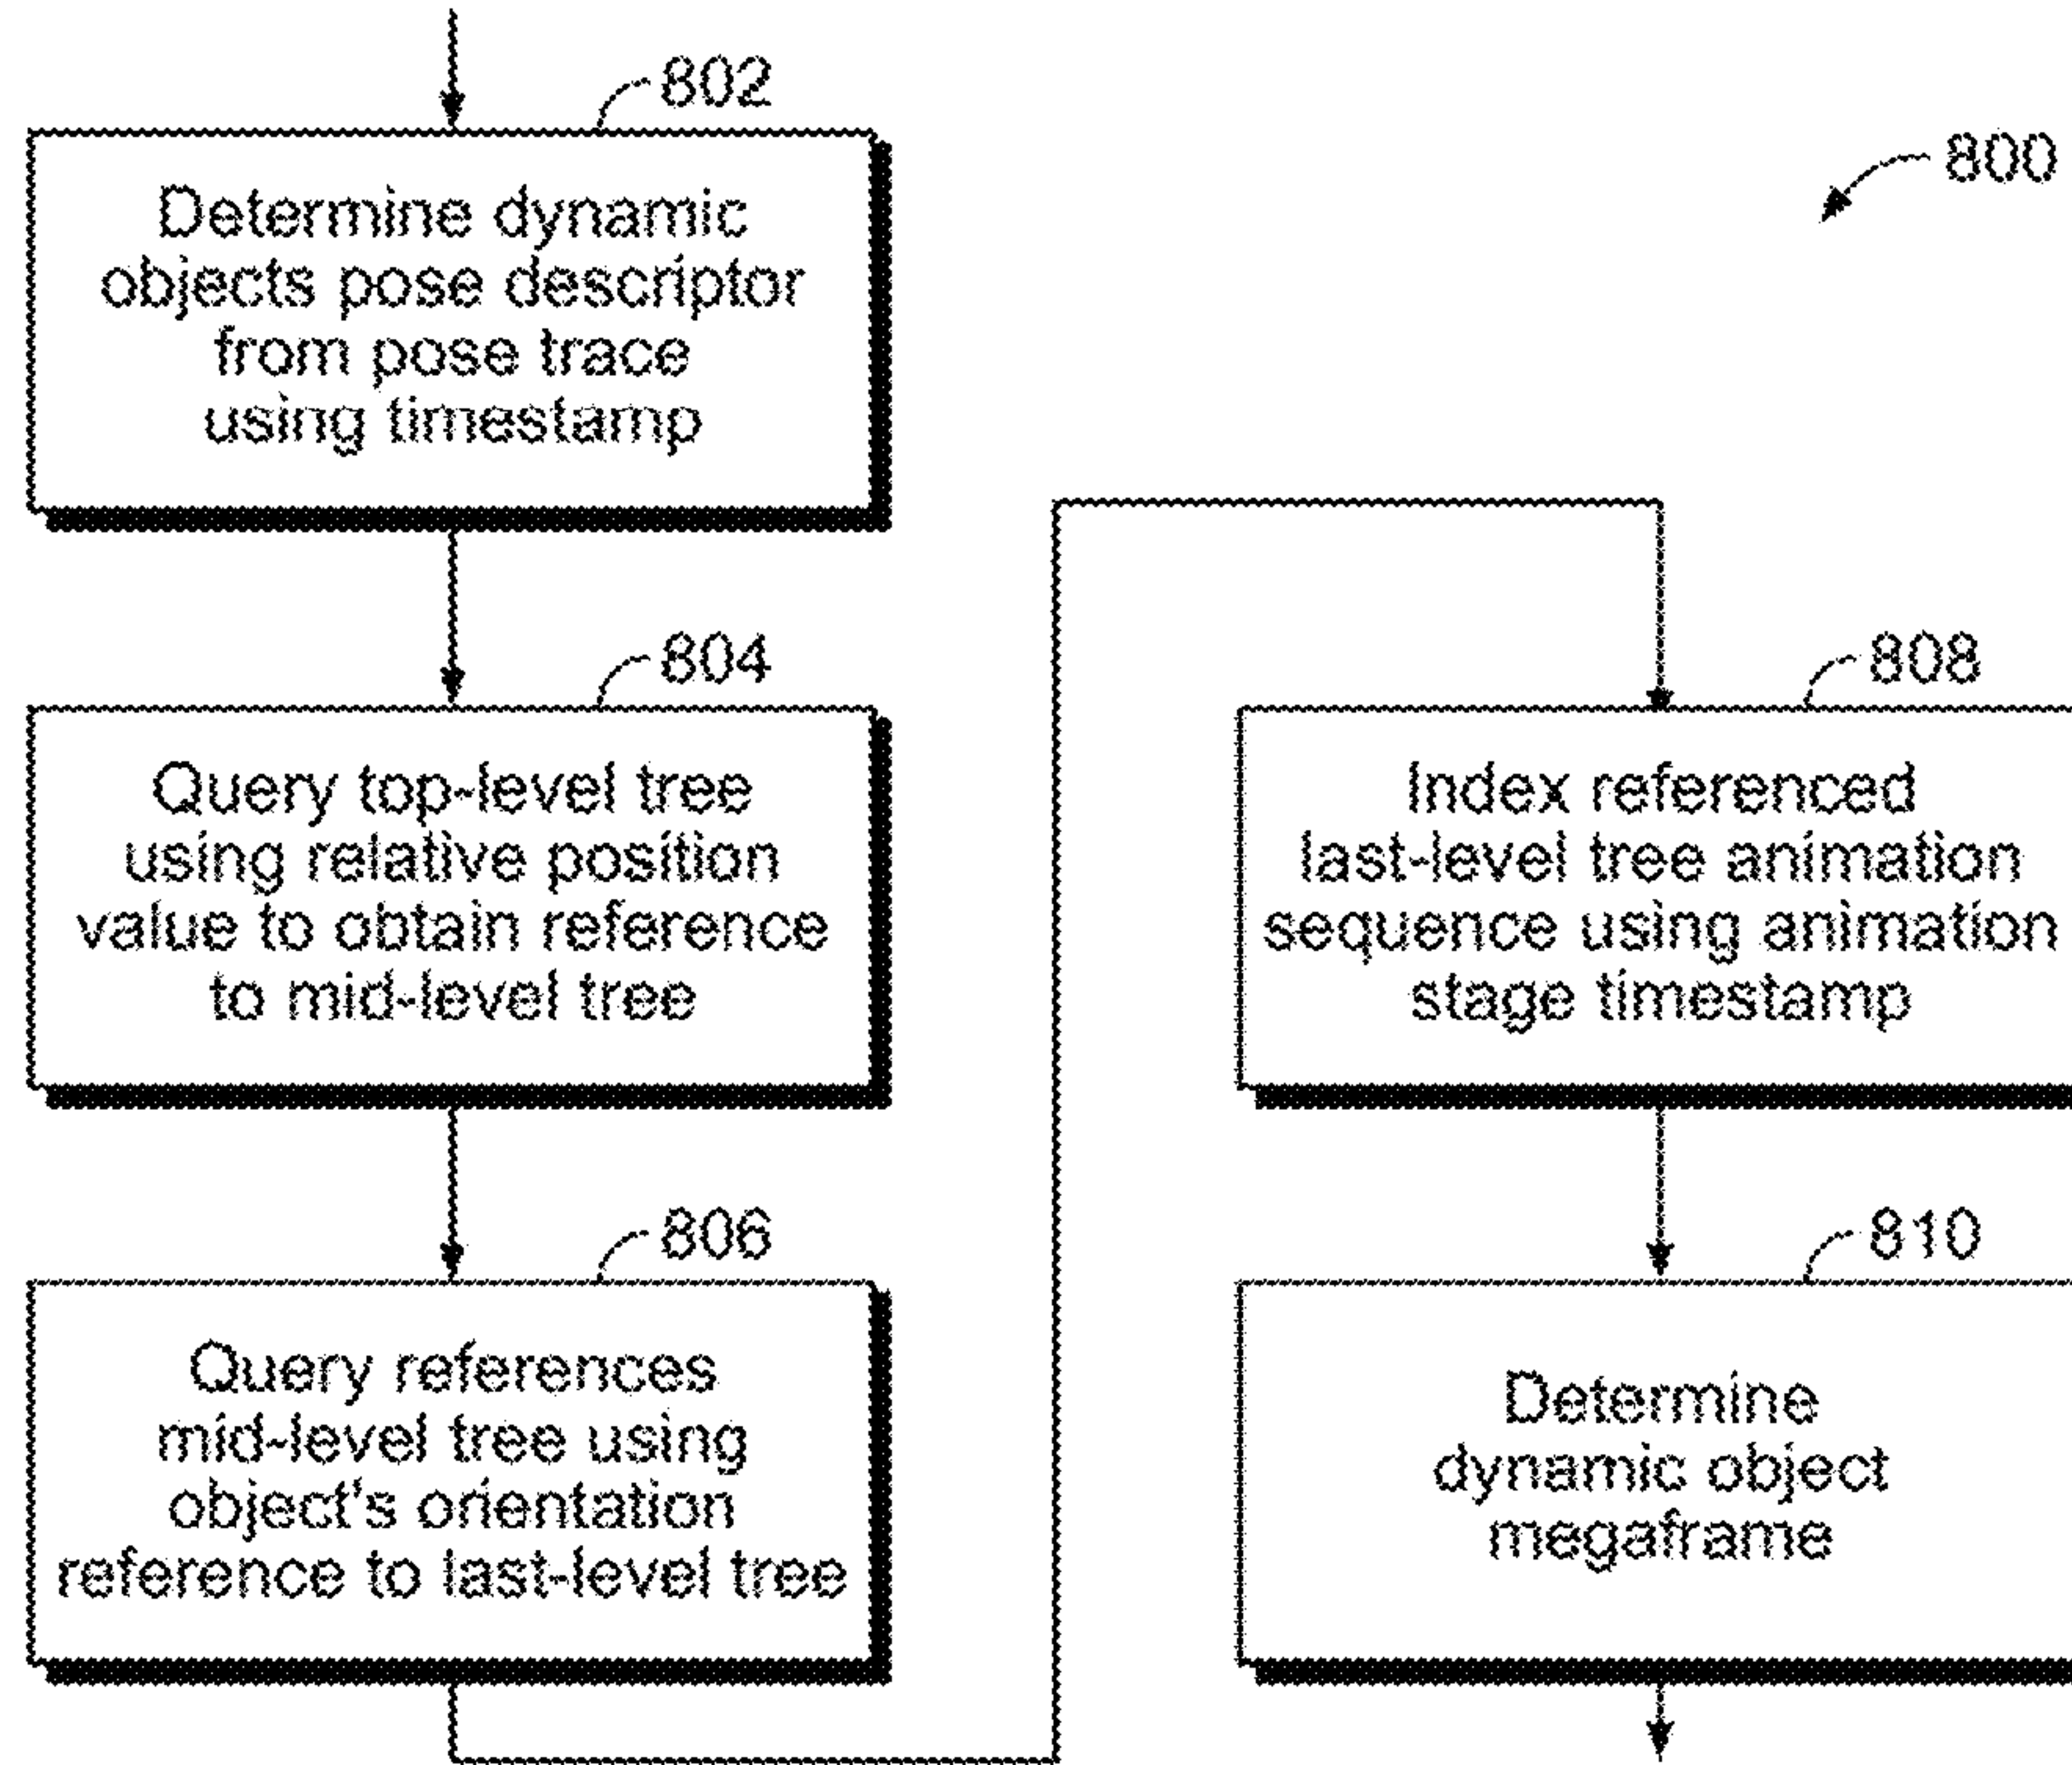 802
Determine dynamic
objects pose descriptor
from pose trace
using timestamp
800
804
Query top-level tree
using relative position
value to obtain reference
to mid-level tree
806
Query references
mid-level tree using
object's orientation
reference to last-level tree
808
Index referenced
last-level tree animation
sequence using animation
stage timestamp
810
Determine
dynamic object
megaframe